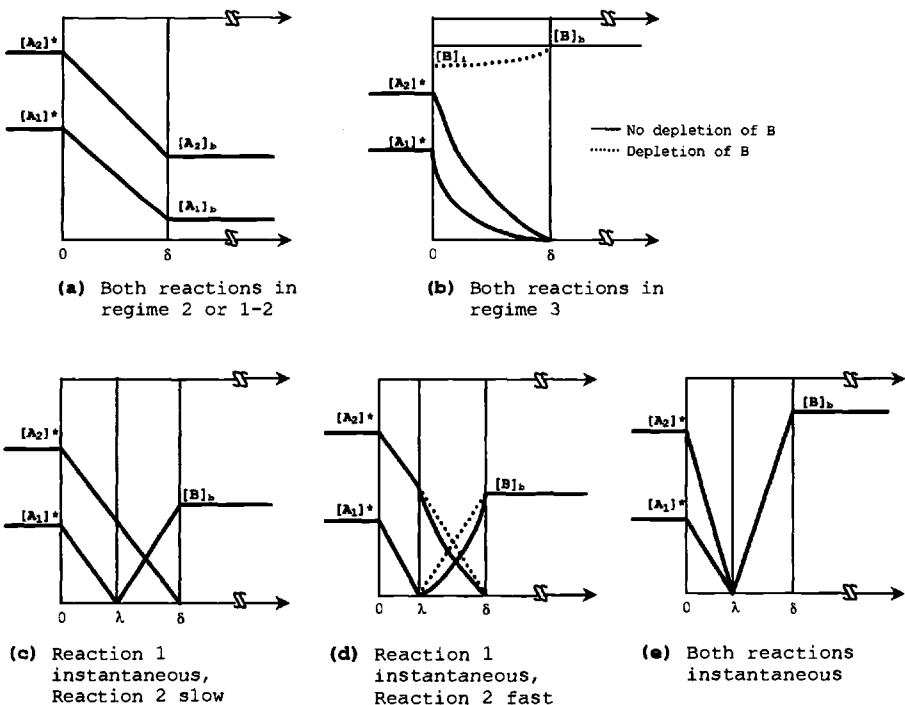 [A₂]*
[A₁]*
[A₂]ᵦ
[A₁]ᵦ
0 δ
(a) Both reactions in
regime 2 or 1-2
[B]ᵦ
[B]ᵢ
[A₂]*
[A₁]*
No depletion of B
Depletion of B
0 δ
(b) Both reactions in
regime 3
[A₂]*
[A₁]*
[B]ᵦ
0 λ δ
(c) Reaction 1
instantaneous,
Reaction 2 slow
[A₂]*
[A₁]*
[B]ᵦ
0 λ δ
(d) Reaction 1
instantaneous,
Reaction 2 fast
[A₂]*
[A₁]*
[B]ᵦ
0 λ δ
(e) Both reactions
instantaneous